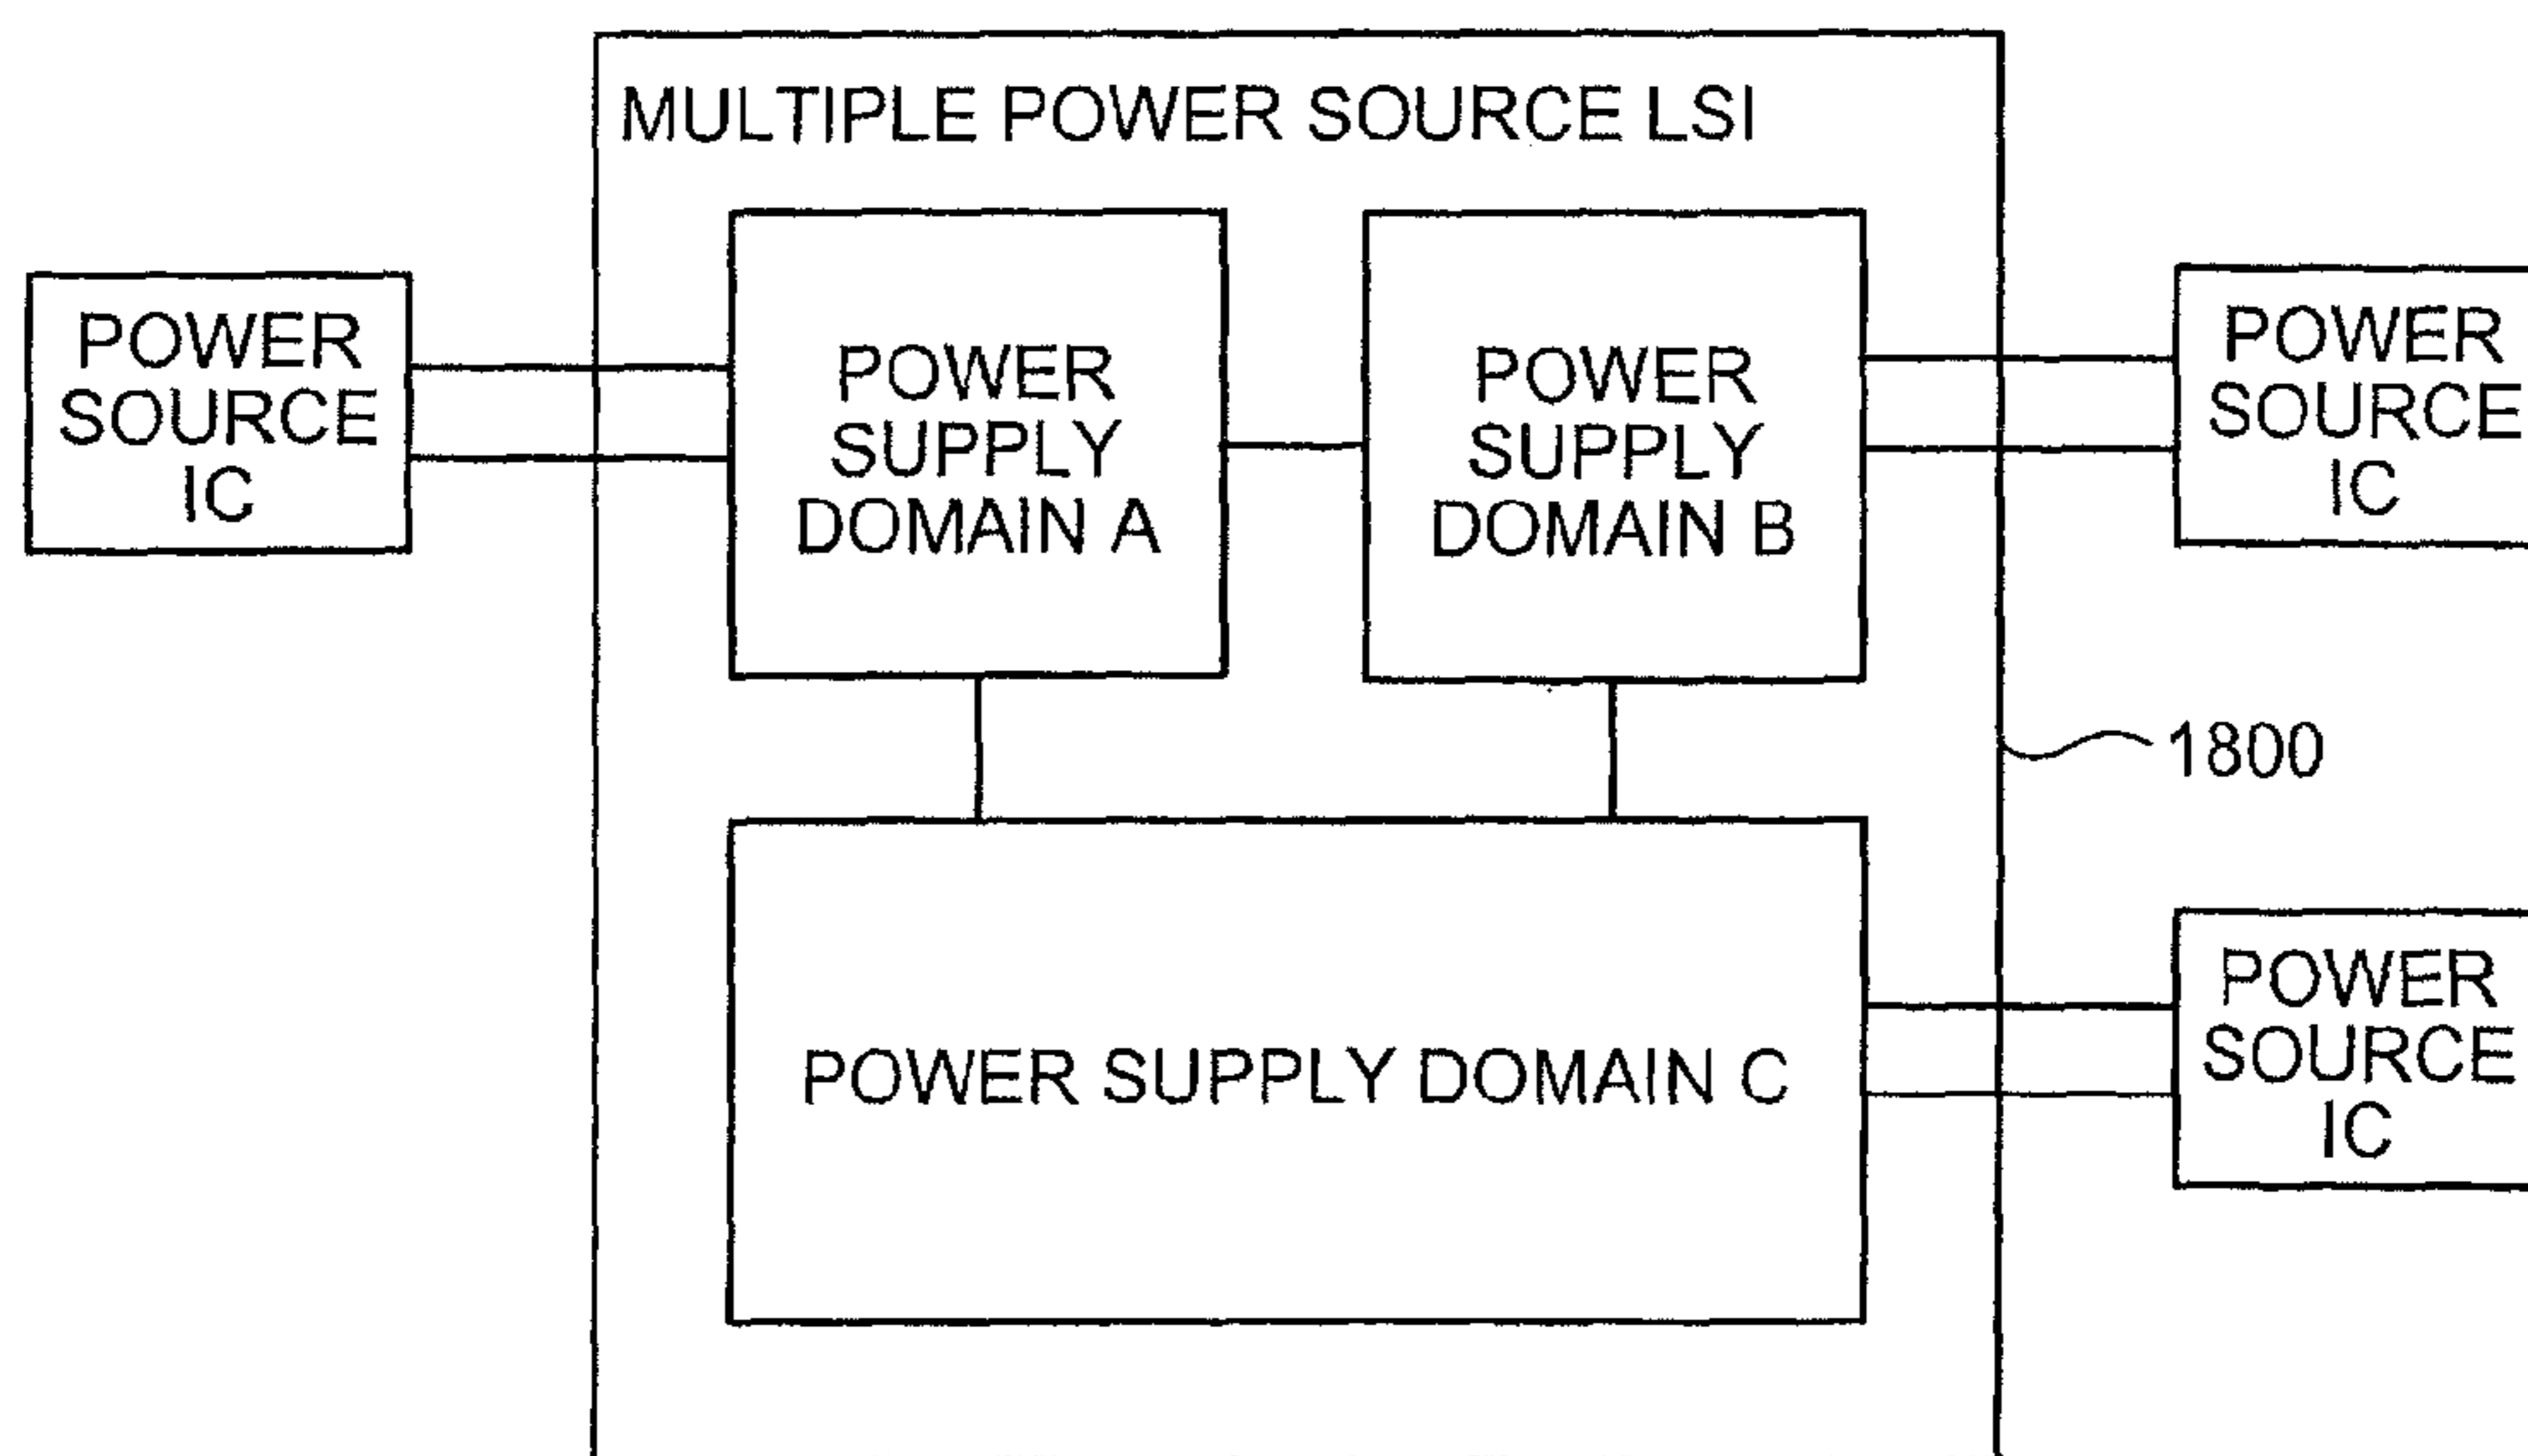 MULTIPLE POWER SOURCE LSI
POWER
SOURCE
IC
POWER
SUPPLY
DOMAIN A
POWER
SUPPLY
DOMAIN B
POWER
SOURCE
IC
1800
POWER SUPPLY DOMAIN C
POWER
SOURCE
IC